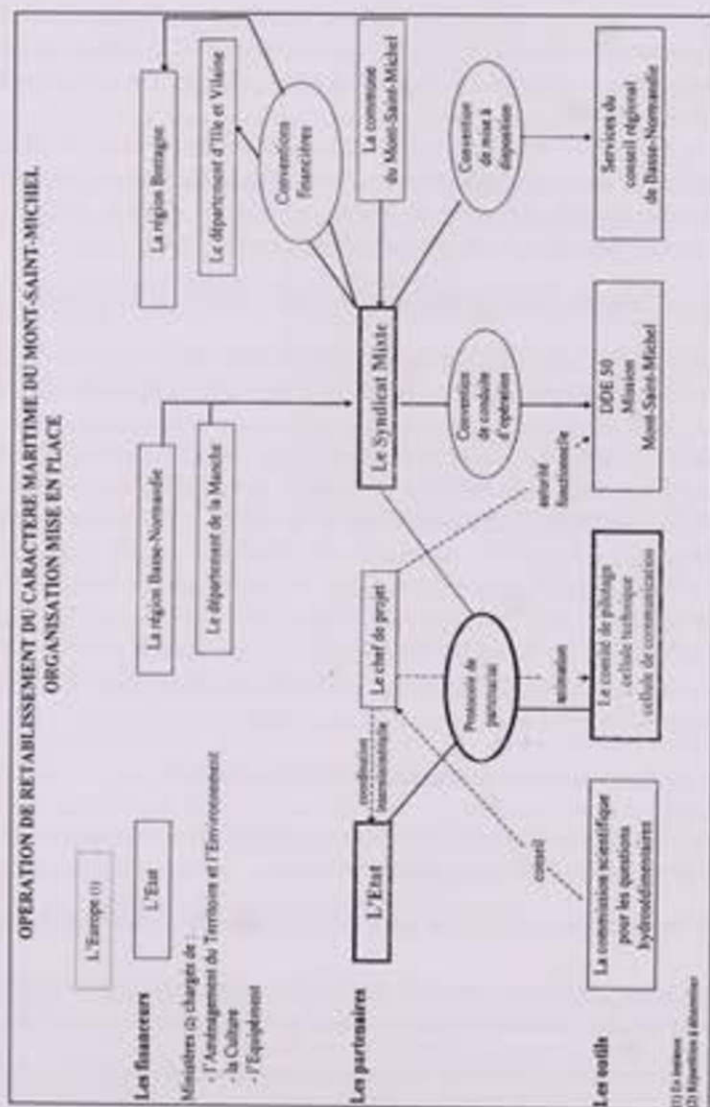 OPERATION DE RETABLISSEMENT DU CARACTERE MARITIME DU MONT-SAINT-MICHEL
ORGANISATION MISE EN PLACE
L'Europe (1)
Les financeurs
L'Etat
La région Basse-Normandie
La région Bretagne
Ministères (2) chargés de :
- l'Aménagement du Territoire et l'Environnement
- la Culture
- l'Equipement
Le département de la Manche
Le département d'Ille et Vilaine
Conventions
financières
Les partenaires
L'Etat
coordination
interministérielle
Le chef de projet
Le Syndicat Mixte
La commune
du Mont-Saint-Michel
Protocole de
partenariat
Convention
de conduite
d'opération
Convention
de mise à
disposition
conseil
animation
autorité
fonctionnelle
Les outils
La commission scientifique
pour les questions
hydrosédimentaires
Le comité de pilotage
cellule technique
cellule de communication
DDE 50
Mission
Mont-Saint-Michel
Services du
conseil régional
de Basse-Normandie
(1) En
(2) Répartition à déterminer